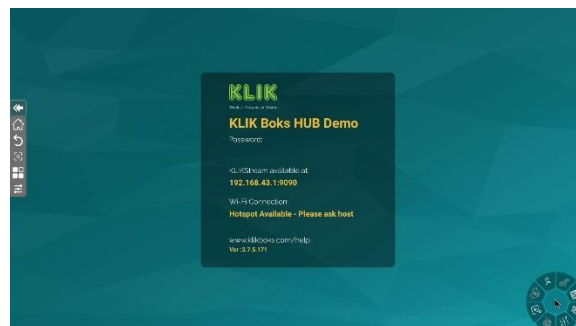 KLIK
KLIK Boks HUB Demo
Password:
KLIKStream available at:
192.168.43.1:9090
Wi-Fi Connection:
Hotspot Available - Please ask host
www.klikboks.com/help
Ver:3.7.5.171